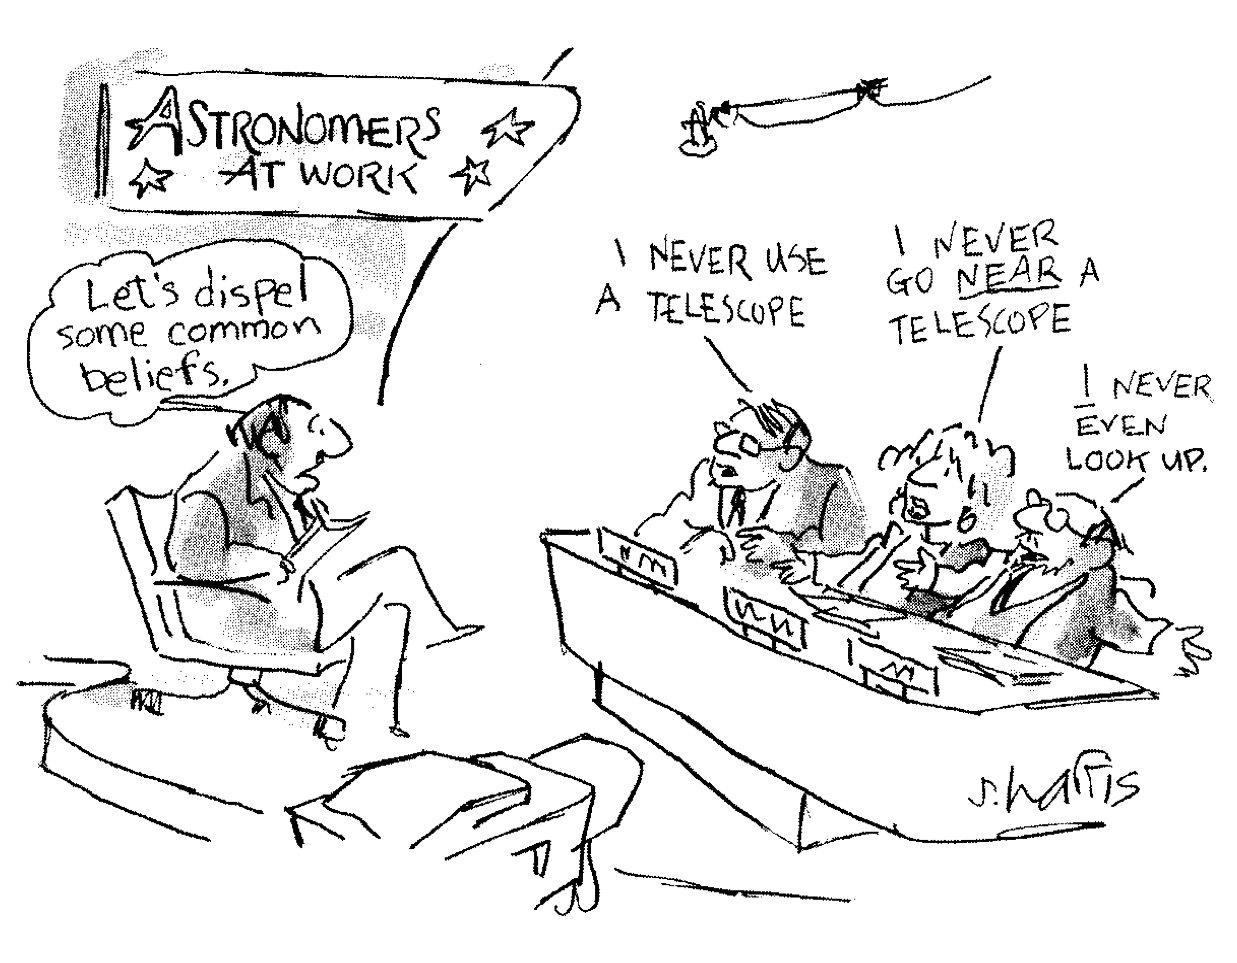 ASTRONOMERS
AT WORK
Let's dispel
some common
beliefs.
I NEVER USE
A TELESCOPE
I NEVER
GO NEAR A
TELESCOPE
I NEVER
EVEN
LOOK UP.
s. harris